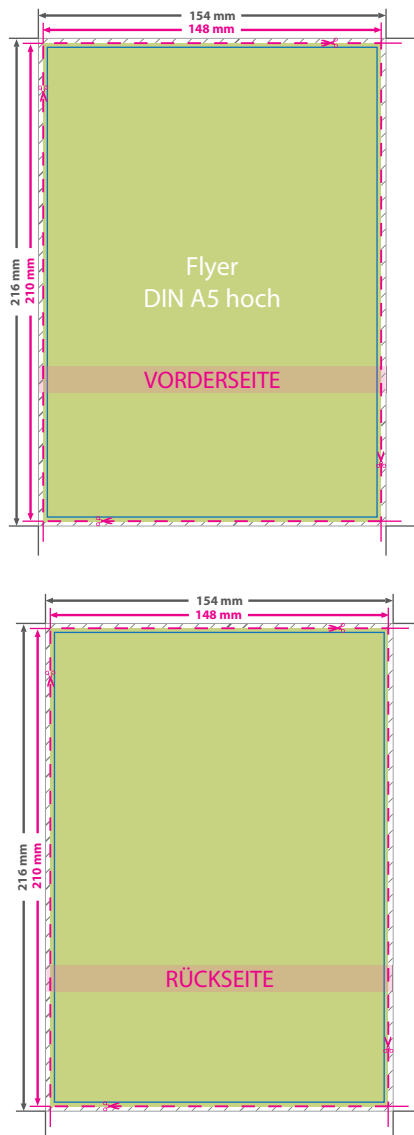 154 mm
148 mm
216 mm
210 mm
Flyer
DIN A5 hoch
VORDERSEITE
154 mm
148 mm
216 mm
210 mm
RÜCKSEITE